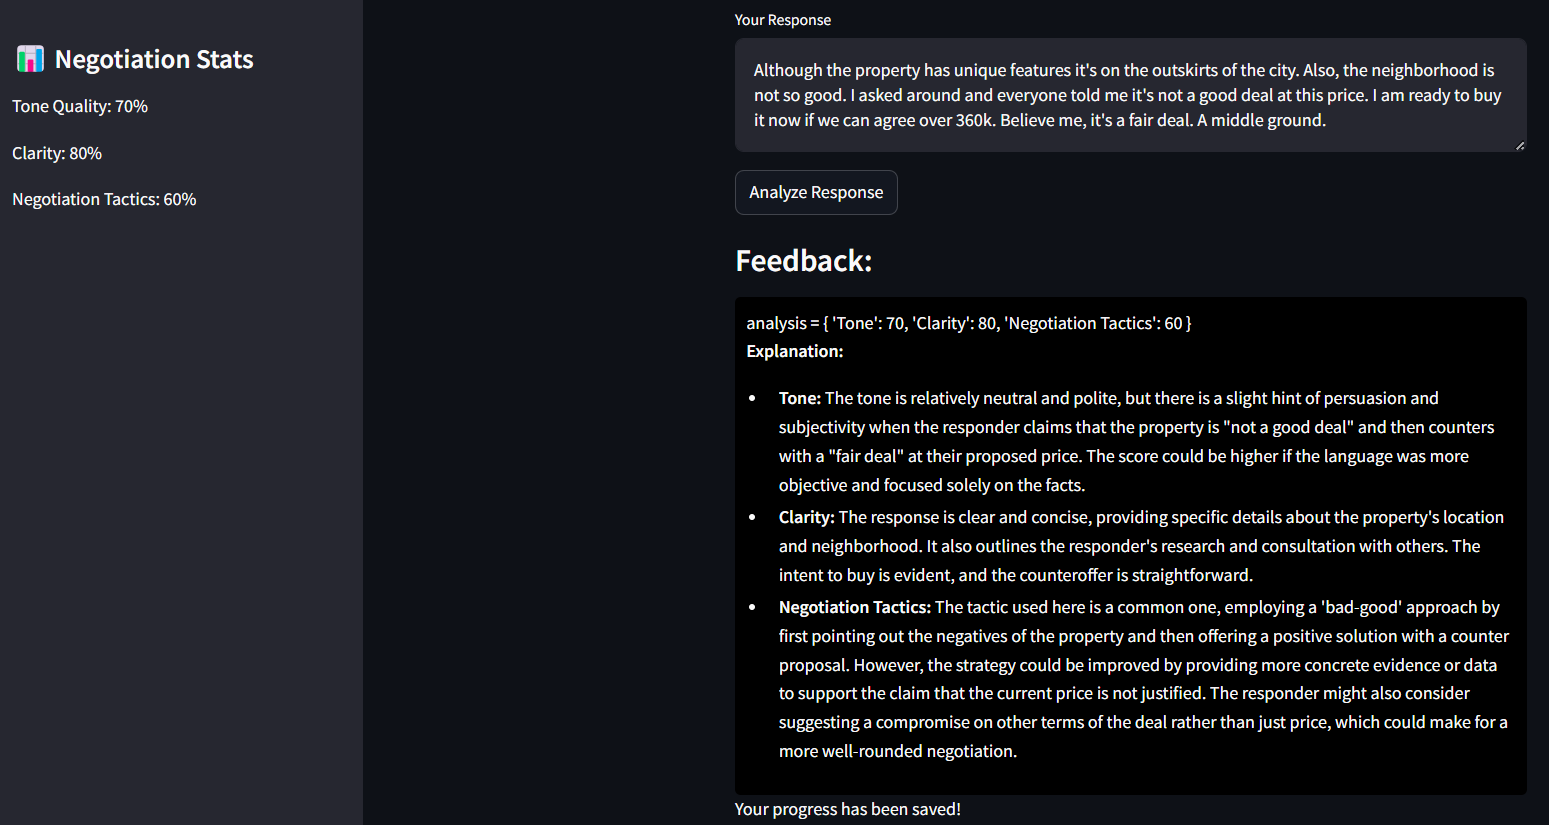 Negotiation Stats
Tone Quality: 70%
Clarity: 80%
Negotiation Tactics: 60%
Your Response
Although the property has unique features it's on the outskirts of the city. Also, the neighborhood is
not so good. I asked around and everyone told me it's not a good deal at this price. I am ready to buy
it now if we can agree over 360k. Believe me, it's a fair deal. A middle ground.
Analyze Response
Feedback:
analysis = { 'Tone': 70, 'Clarity': 80, 'Negotiation Tactics': 60 }
Explanation:
• Tone: The tone is relatively neutral and polite, but there is a slight hint of persuasion and
subjectivity when the responder claims that the property is "not a good deal" and then counters
with a "fair deal" at their proposed price. The score could be higher if the language was more
objective and focused solely on the facts.
• Clarity: The response is clear and concise, providing specific details about the property's location
and neighborhood. It also outlines the responder's research and consultation with others. The
intent to buy is evident, and the counteroffer is straightforward.
• Negotiation Tactics: The tactic used here is a common one, employing a 'bad-good' approach by
first pointing out the negatives of the property and then offering a positive solution with a counter
proposal. However, the strategy could be improved by providing more concrete evidence or data
to support the claim that the current price is not justified. The responder might also consider
suggesting a compromise on other terms of the deal rather than just price, which could make for a
more well-rounded negotiation.
Your progress has been saved!